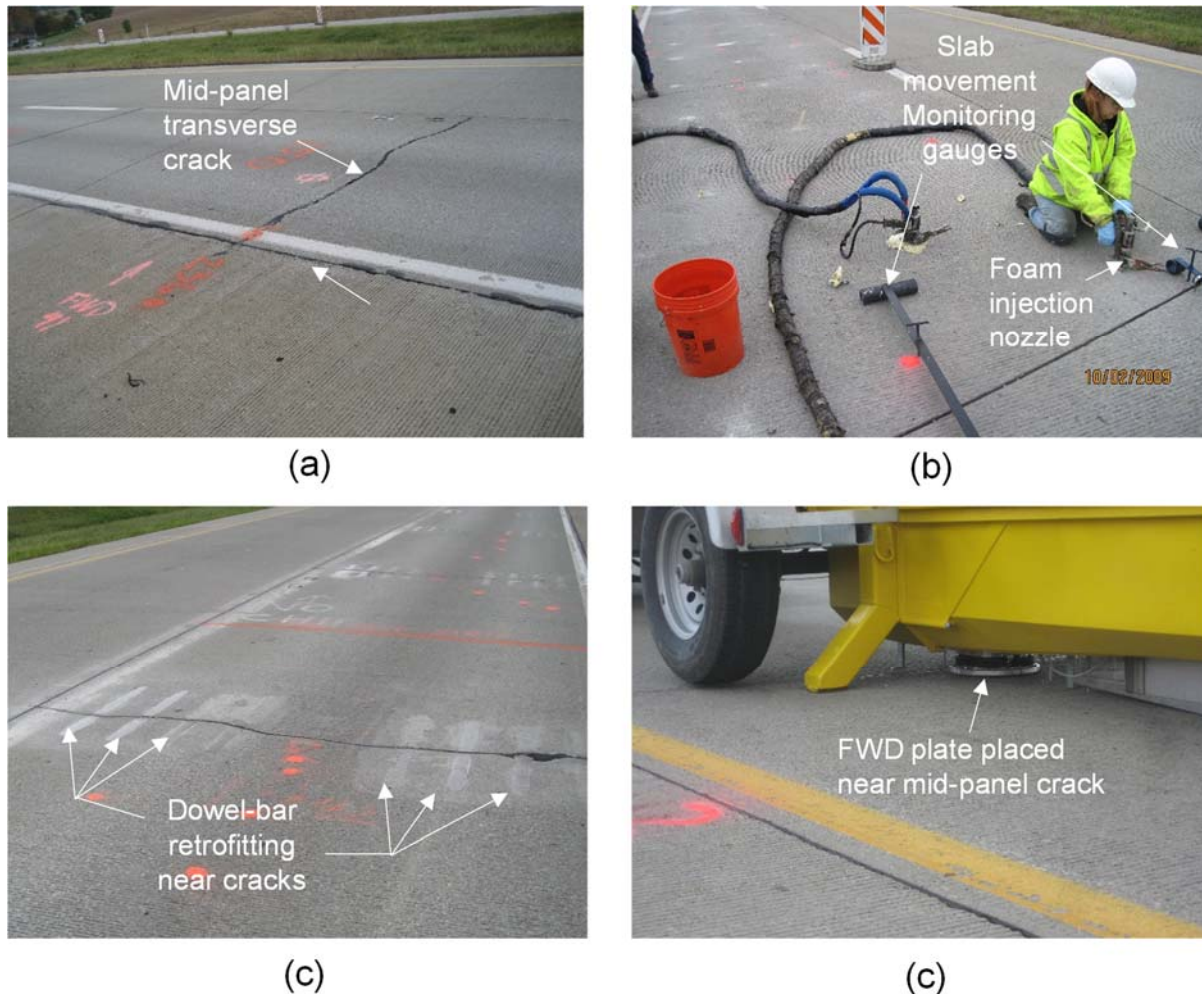 Mid-panel
transverse
crack
(a)
Slab
movement
Monitoring
gauges
Foam
injection
nozzle
10/02/2009
(b)
Dowel-bar
retrofitting
near cracks
(c)
FWD plate placed
near mid-panel crack
(c)